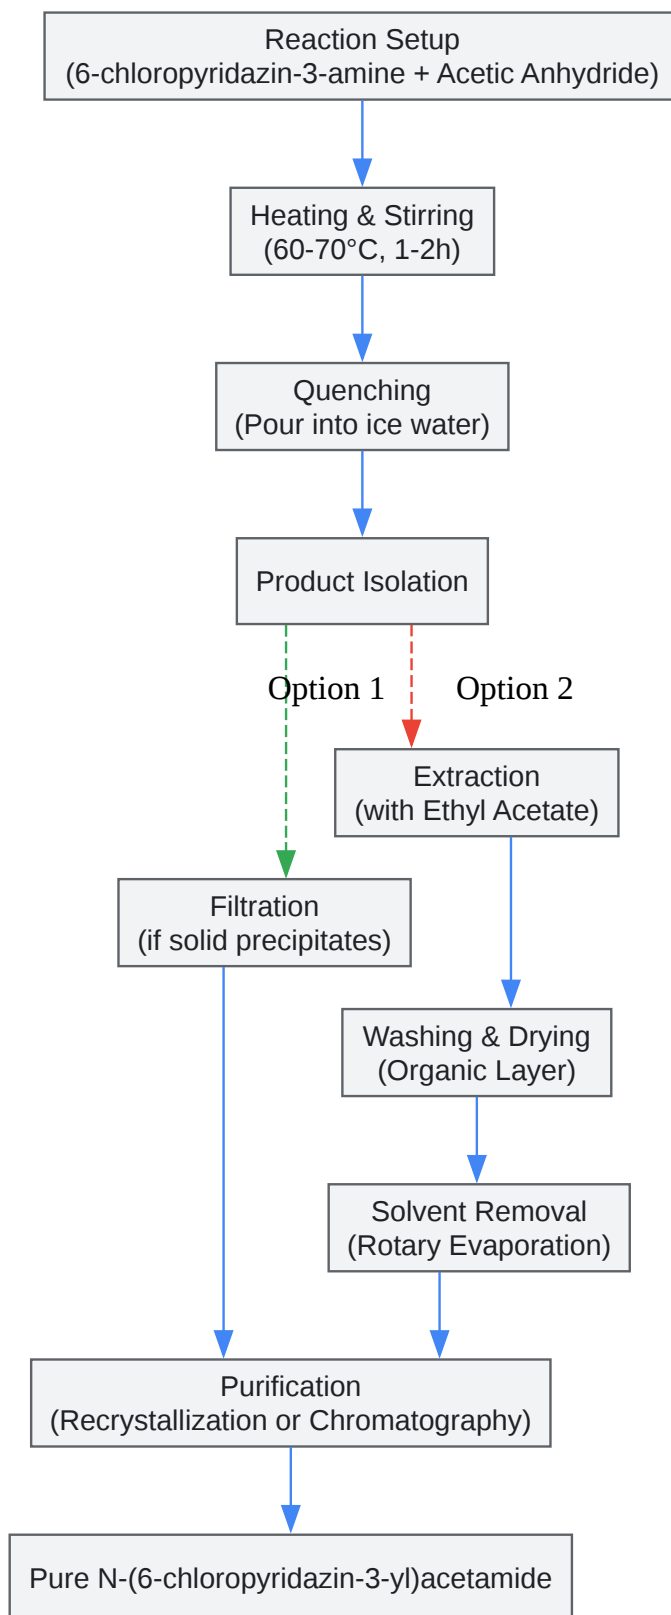 Reaction Setup
(6-chloropyridazin-3-amine + Acetic Anhydride)
Heating & Stirring
(60-70°C, 1-2h)
Quenching
(Pour into ice water)
Product Isolation
Option 1
Option 2
Extraction
(with Ethyl Acetate)
Filtration
(if solid precipitates)
Washing & Drying
(Organic Layer)
Solvent Removal
(Rotary Evaporation)
Purification
(Recrystallization or Chromatography)
Pure N-(6-chloropyridazin-3-yl)acetamide